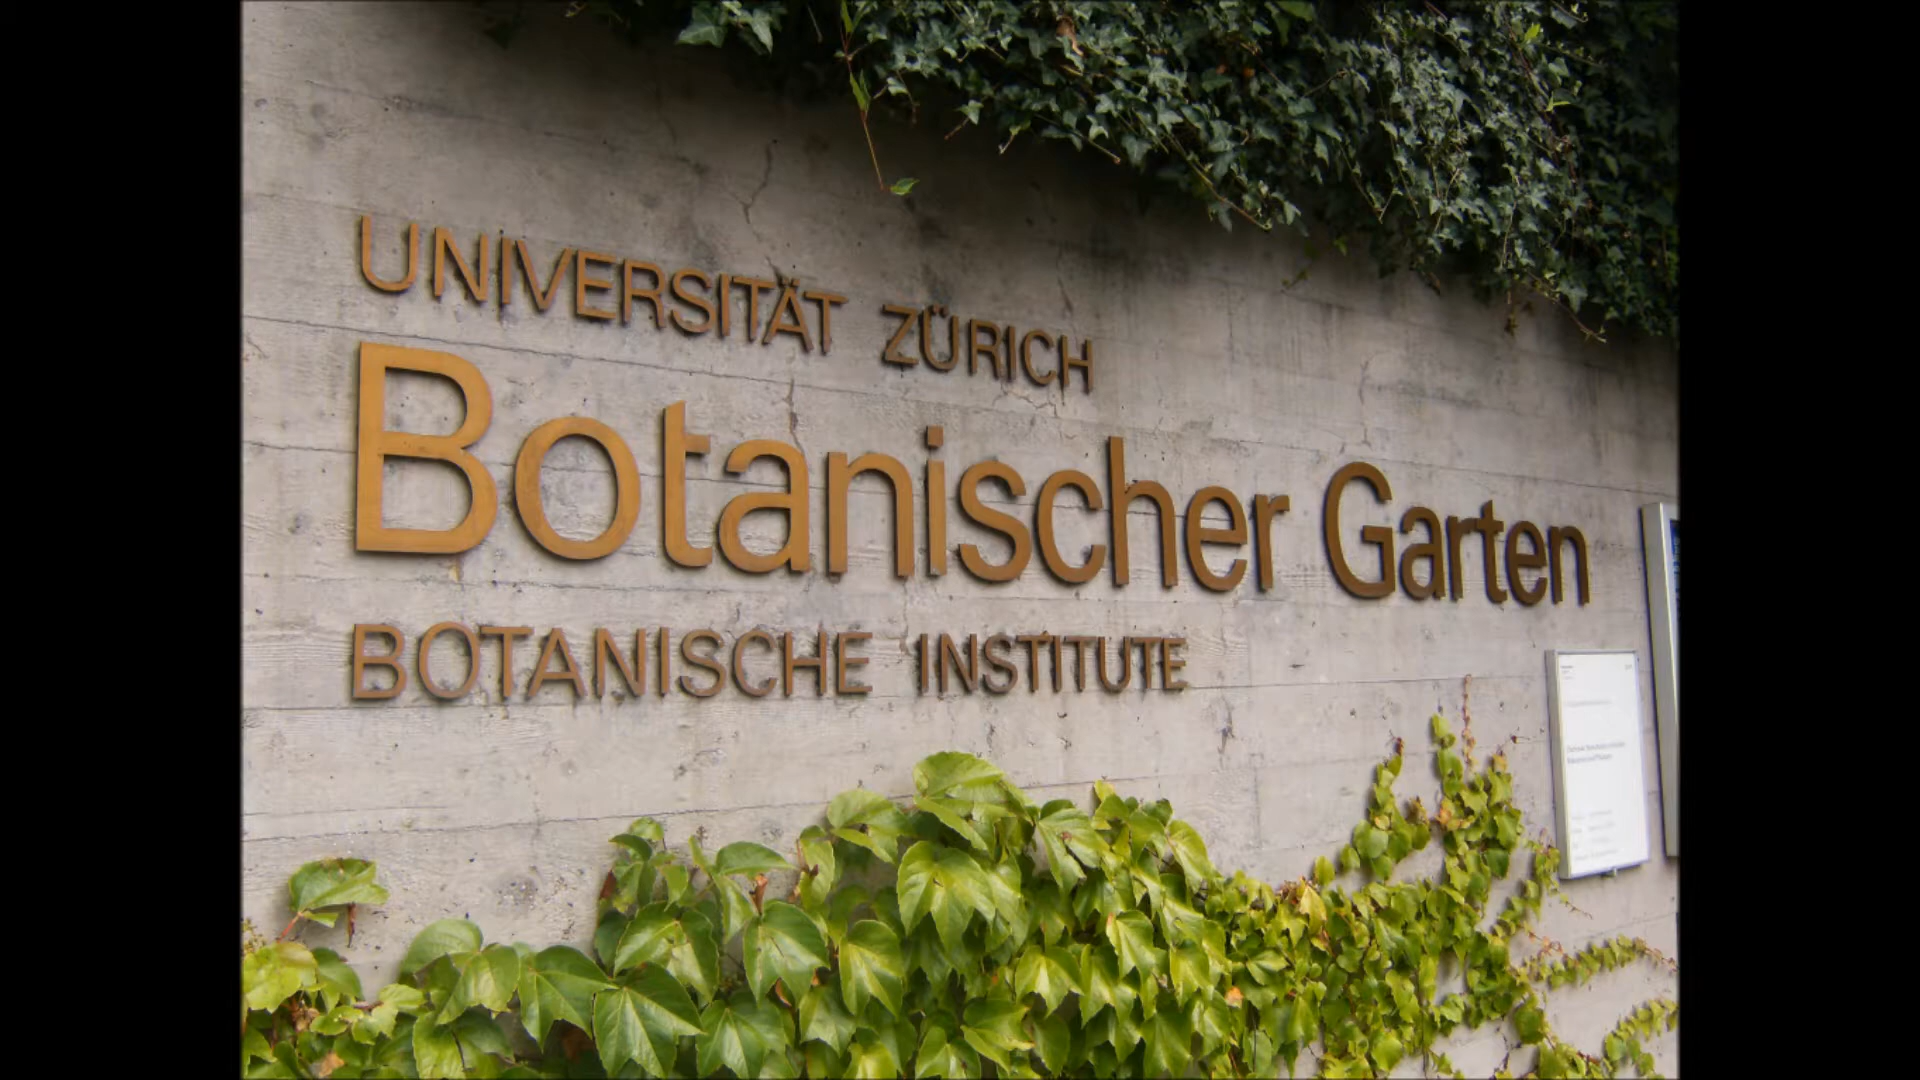 UNIVERSITÄT ZÜRICH
Botanischer Garten
BOTANISCHE INSTITUTE